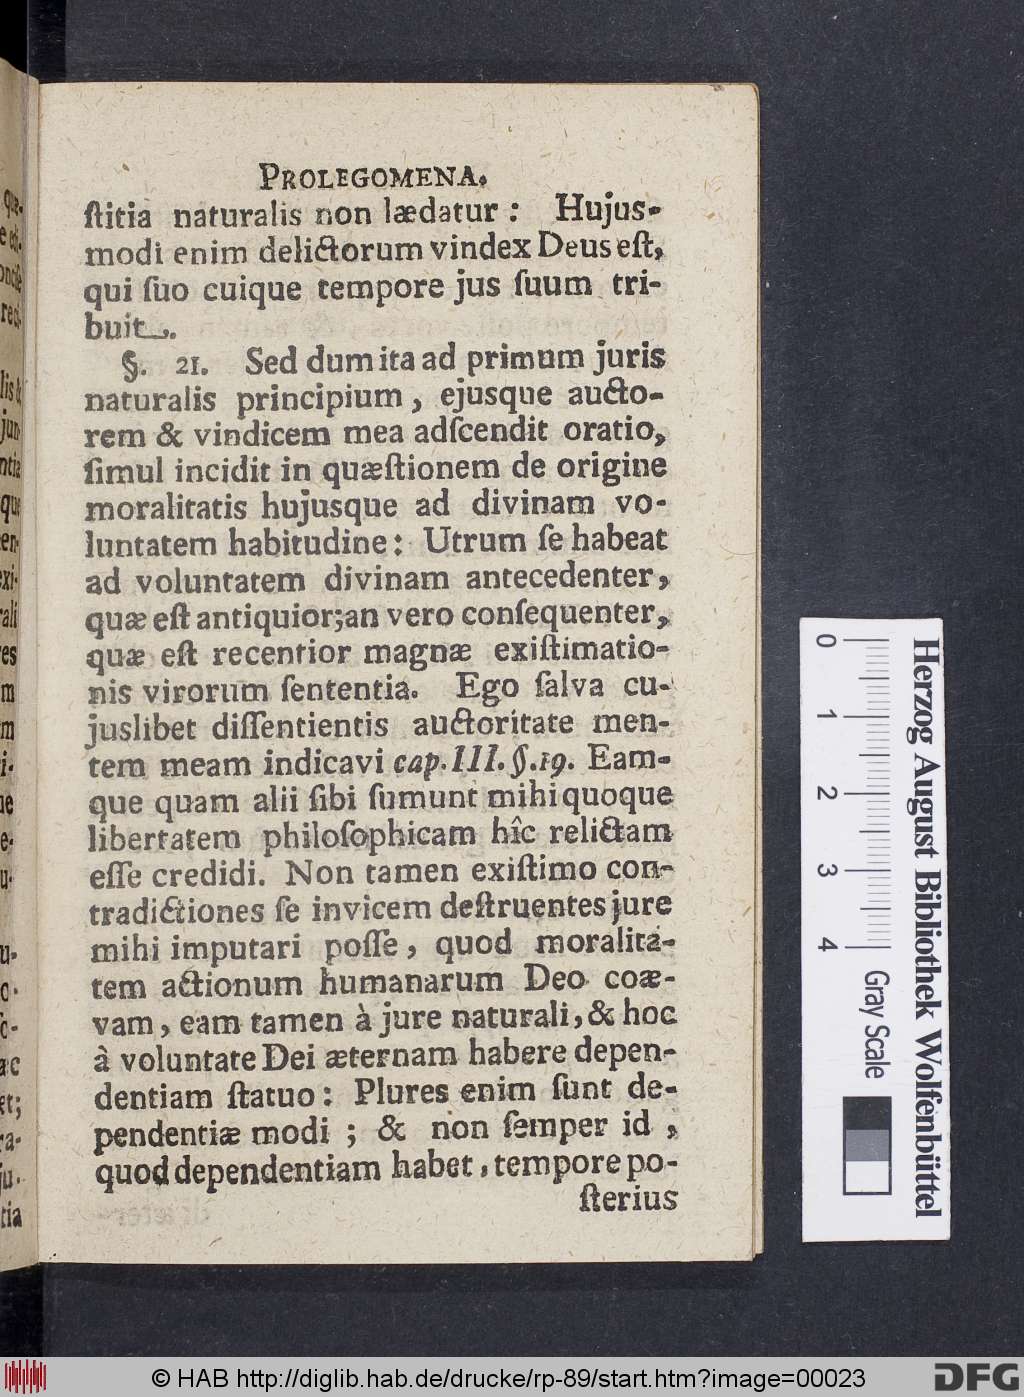 PROLEGOMENA.
ſtitia naturalis non lædatur: Hujus-
modi enim delictorum vindex Deus eſt,
qui ſuo cuique tempore jus ſuum tri-
buit.
§. 21. Sed dum ita ad primum juris
naturalis principium, ejusque aucto-
rem & vindicem mea adſcendit oratio,
ſimul incidit in quæſtionem de origine
moralitatis hujusque ad divinam vo-
luntatem habitudine: Utrum ſe habeat
ad voluntatem divinam antecedenter,
quæ eſt antiquior; an vero conſequenter,
quæ eſt recentior magnæ exiſtimatio-
nis virorum ſententia. Ego ſalva cu-
juslibet diſſentientis auctoritate men-
tem meam indicavi cap. III. §. 19. Eam-
que quam alii ſibi ſumunt mihi quoque
libertatem philoſophicam hîc relictam
eſſe credidi. Non tamen exiſtimo con-
tradictiones ſe invicem deſtruentes jure
mihi imputari poſſe, quod moralita-
tem actionum humanarum Deo coæ-
vam, eam tamen à jure naturali, & hoc
à voluntate Dei æternam habere depen-
dentiam ſtatuo: Plures enim ſunt de-
pendentiæ modi; & non ſemper id,
quod dependentiam habet, tempore po-
ſterius
0 1 2 3 4
Gray Scale
Herzog August Bibliothek Wolfenbüttel
© HAB http://diglib.hab.de/drucke/rp-89/start.htm?image=00023
DFG